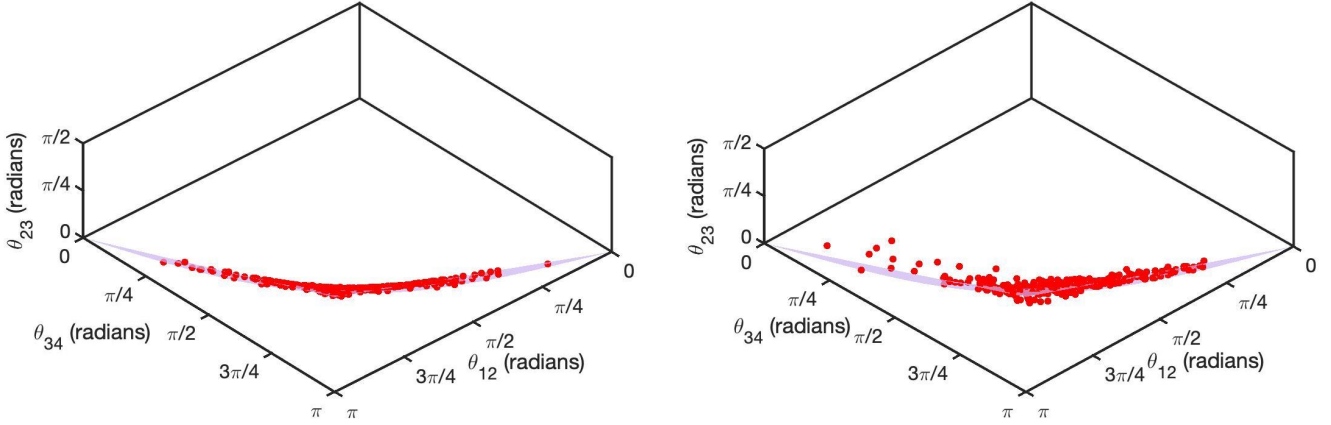 π/2
π/4
0
θ23 (radians)
0
π/4
θ34 (radians)
π/2
3π/4
π
π
3π/4
θ12 (radians)
π/2
π/4
0
π/2
π/4
0
θ23 (radians)
0
π/4
θ34 (radians)
π/2
3π/4
π
π
3π/4
θ12 (radians)
π/2
π/4
0